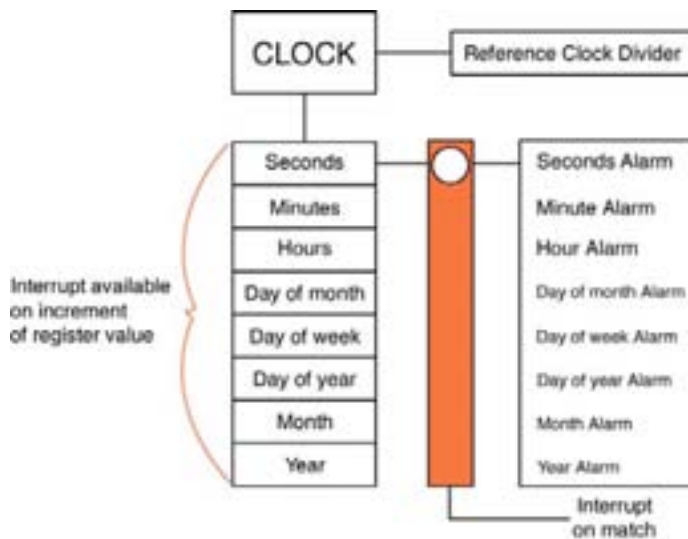 CLOCK
Reference Clock Divider
Seconds
Minutes
Hours
Day of month
Day of week
Day of year
Month
Year
Interrupt available
on increment
of register value
Seconds Alarm
Minute Alarm
Hour Alarm
Day of month Alarm
Day of week Alarm
Day of year Alarm
Month Alarm
Year Alarm
Interrupt
on match